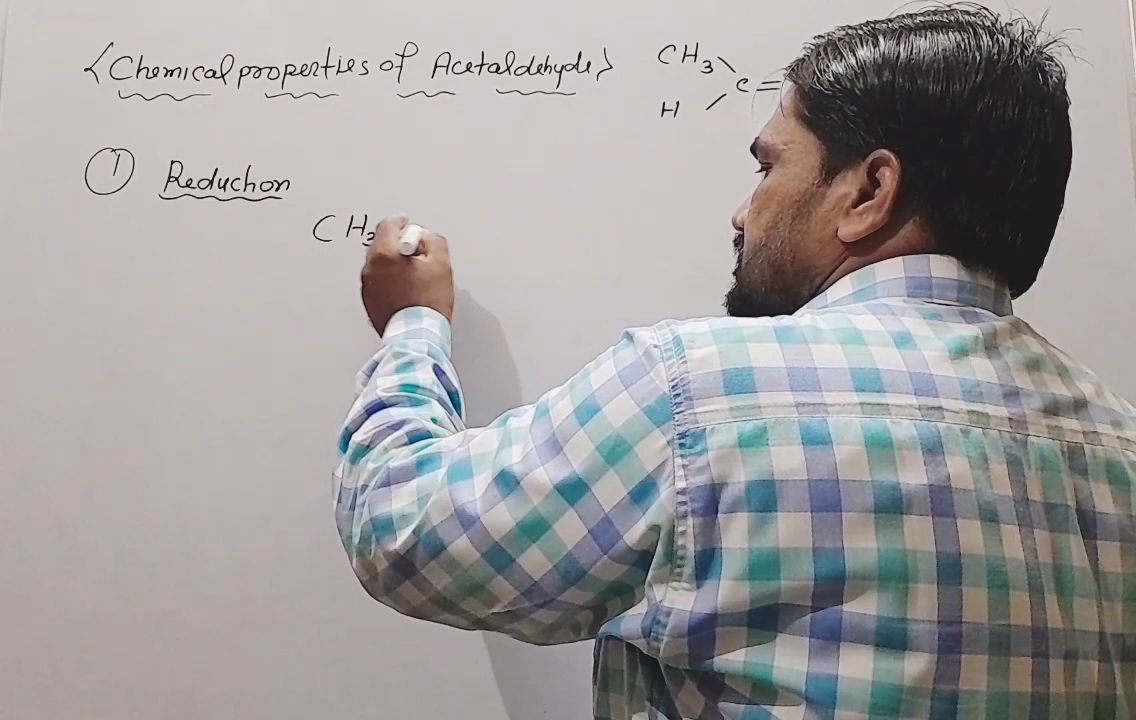 <Chemical properties of Acetaldehyde>
CH₃
C =
H
① Reduction
CH₃